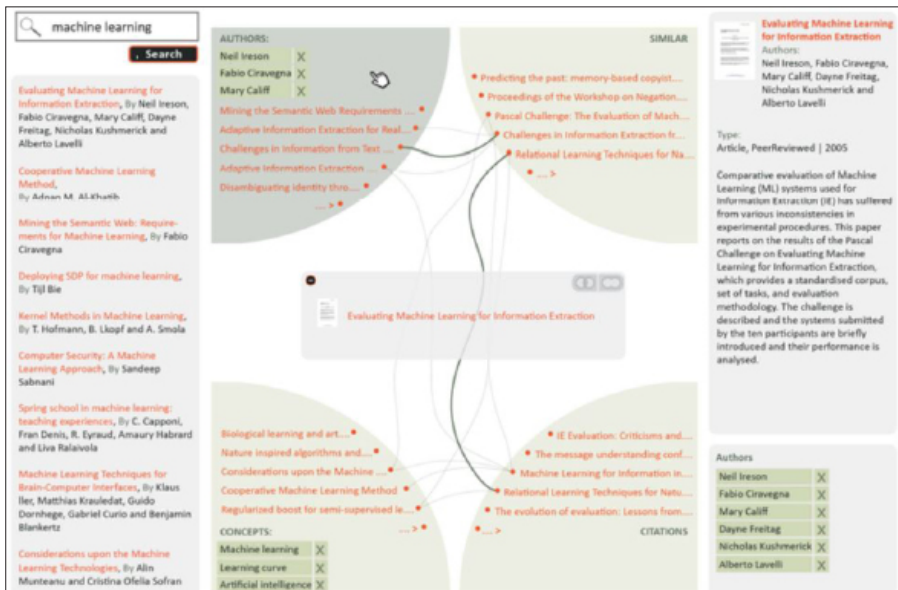 machine learning
Search
Evaluating Machine Learning for
Information Extraction, By Neil Ireson,
Fabio Ciravegna, Mary Califf, Dayne
Freitag, Nicholas Kushmerick and
Alberto Lavelli
Cooperative Machine Learning
Method,
By Adnan M. Al-Khatib
Mining the Semantic Web: Require-
ments for Machine Learning, By Fabio
Ciravegna
Deploying SDP for machine learning,
By Tijl Bie
Kernel Methods in Machine Learning,
By T. Hofmann, B. Lkopf and A. Smola
Computer Security: A Machine
Learning Approach, By Sandeep
Sabnani
Spring school in machine learning:
teaching experiences, By C. Capponi,
Fran Denis, R. Eyraud, Amaury Habrard
and Liva Ralaivola
Machine Learning Techniques for
Brain-Computer Interfaces, By Klaus
ller, Matthias Krauledat, Guido
Dornhege, Gabriel Curio and Benjamin
Blankertz
Considerations upon the Machine
Learning Technologies, By Alin
Munteanu and Cristina Ofelia Sofran
AUTHORS:
Neil Ireson X
Fabio Ciravegna X
Mary Califf X
Mining the Semantic Web Requirements ....
Adaptive Information Extraction for Real....
Challenges in Information from Text ....
Adaptive Information Extraction ....
Disambiguating identity thro....
.... >
SIMILAR
Predicting the past: memory-based copyist....
Proceedings of the Workshop on Negation....
Pascal Challenge: The Evaluation of Mach....
Challenges in Information Extraction fr....
Relational Learning Techniques for Na....
.... >
Evaluating Machine Learning for Information Extraction
Biological learning and art....
Nature inspired algorithms and....
Considerations upon the Machine ....
Cooperative Machine Learning Method
Regularized boost for semi-supervised le....
.... >
CONCEPTS:
Machine learning X
Learning curve X
Artificial intelligence X
IE Evaluation: Criticisms and....
The message understanding conf....
Machine Learning for Information in....
Relational Learning Techniques for Natu....
The evolution of evaluation: Lessons from....
.... >
CITATIONS
Evaluating Machine Learning
for Information Extraction
Authors:
Neil Ireson, Fabio Ciravegna,
Mary Califf, Dayne Freitag,
Nicholas Kushmerick and
Alberto Lavelli
Type:
Article, PeerReviewed | 2005
Comparative evaluation of Machine
Learning (ML) systems used for
Information Extraction (IE) has suffered
from various inconsistencies in
experimental procedures. This paper
reports on the results of the Pascal
Challenge on Evaluating Machine
Learning for Information Extraction,
which provides a standardised corpus,
set of tasks, and evaluation
methodology. The challenge is
described and the systems submitted
by the ten participants are briefly
introduced and their performance is
analysed.
Authors
Neil Ireson X
Fabio Ciravegna X
Mary Califf X
Dayne Freitag X
Nicholas Kushmerick X
Alberto Lavelli X